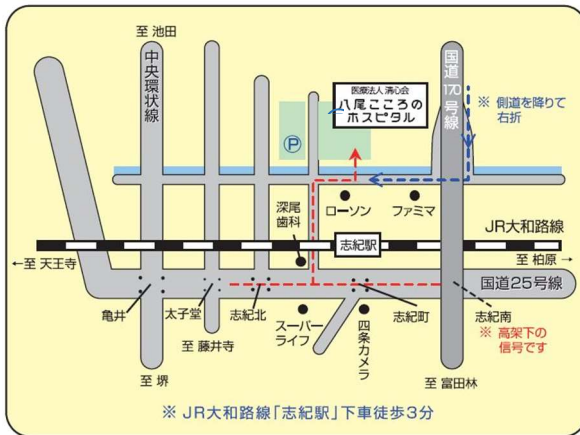 至 池田
中央環状線
医療法人 清心会
八尾こころの
ホスピタル
国道170号線
※ 側道を降りて
右折
P
深尾
歯科
ローソン
ファミマ
志紀駅
JR大和路線
←至 天王寺
至 柏原→
国道25号線
亀井
太子堂
志紀北
スーパー
ライフ
四条カメラ
志紀町
志紀南
※ 高架下の
信号です
至 藤井寺
至 堺
至 富田林
※ JR大和路線「志紀駅」下車徒歩3分